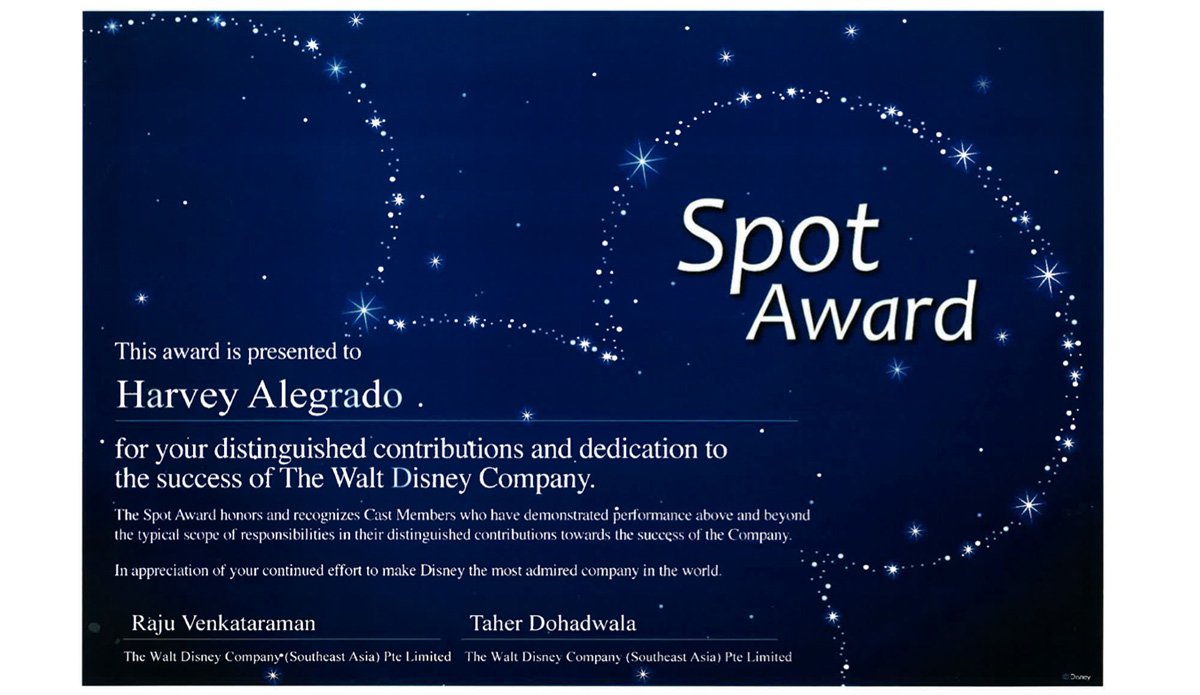 Spot
Award
This award is presented to
Harvey Alegrado .
for your distinguished contributions and dedication to
the success of The Walt Disney Company.
The Spot Award honors and recognizes Cast Members who have demonstrated performance above and beyond
the typical scope of responsibilities in their distinguished contributions towards the success of the Company.
In appreciation of your continued effort to make Disney the most admired company in the world.
Raju Venkataraman Taher Dohadwala
The Walt Disney Company (Southeast Asia) Pte Limited The Walt Disney Company (Southeast Asia) Pte Limited
© Disney